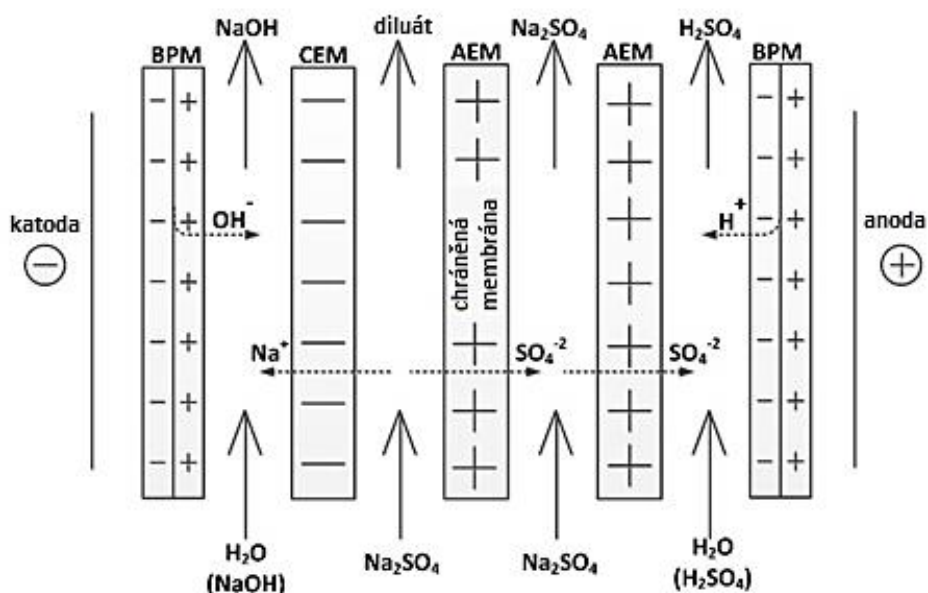 NaOH diluát Na₂SO₄ H₂SO₄
BPM CEM AEM AEM BPM
katoda
OH⁻
chráněná
membrána
H⁺
anoda
Na⁺ SO₄⁻² SO₄⁻²
H₂O
(NaOH)
Na₂SO₄
Na₂SO₄
H₂O
(H₂SO₄)